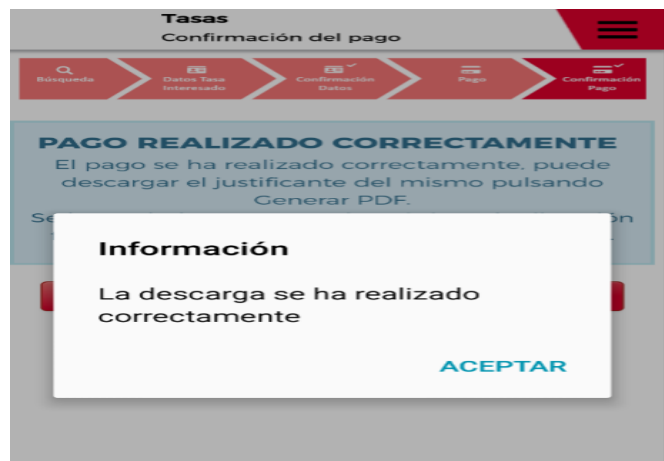 Tasas
Confirmación del pago
Búsqueda
Datos Tasa
Interesado
Confirmación
Datos
Pago
Confirmación
Pago
PAGO REALIZADO CORRECTAMENTE
El pago se ha realizado correctamente, puede
descargar el justificante del mismo pulsando
Generar PDF.
Información
La descarga se ha realizado
correctamente
ACEPTAR